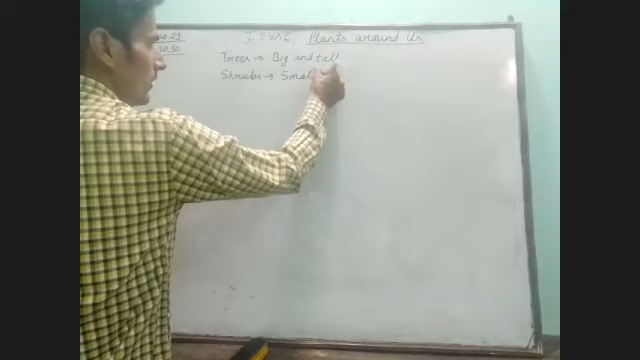 I EVS I Plants around Us
Trees → Big and tall
Shrubs → Smal